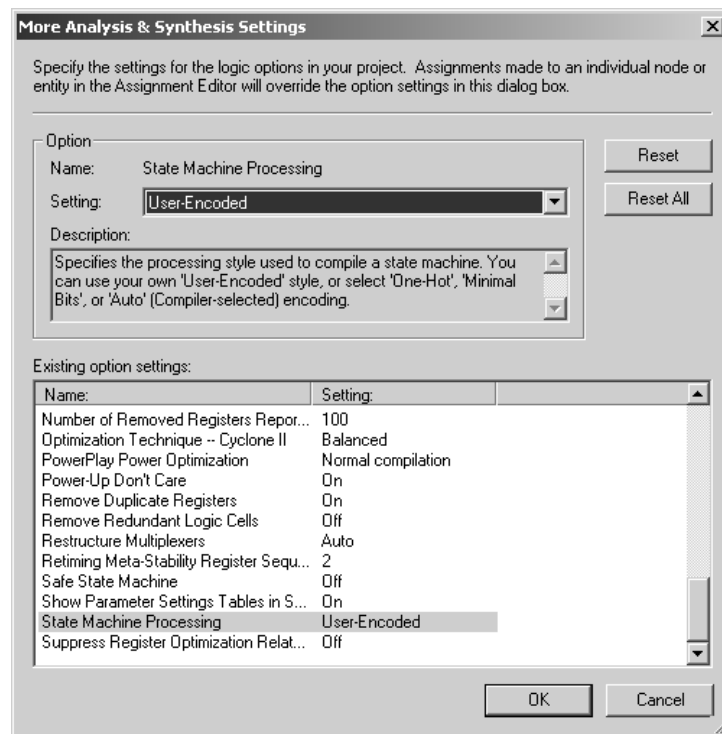 More Analysis & Synthesis Settings
Specify the settings for the logic options in your project. Assignments made to an individual node or
entity in the Assignment Editor will override the option settings in this dialog box.
Option
Name: State Machine Processing
Reset
Setting: User-Encoded
Reset All
Description:
Specifies the processing style used to compile a state machine. You
can use your own 'User-Encoded' style, or select 'One-Hot', 'Minimal
Bits', or 'Auto' (Compiler-selected) encoding.
Existing option settings:
Name: Setting:
Number of Removed Registers Repor... 100
Optimization Technique -- Cyclone II Balanced
PowerPlay Power Optimization Normal compilation
Power-Up Don't Care On
Remove Duplicate Registers On
Remove Redundant Logic Cells Off
Restructure Multiplexers Auto
Retiming Meta-Stability Register Sequ... 2
Safe State Machine Off
Show Parameter Settings Tables in S... On
State Machine Processing User-Encoded
Suppress Register Optimization Relat... Off
OK Cancel